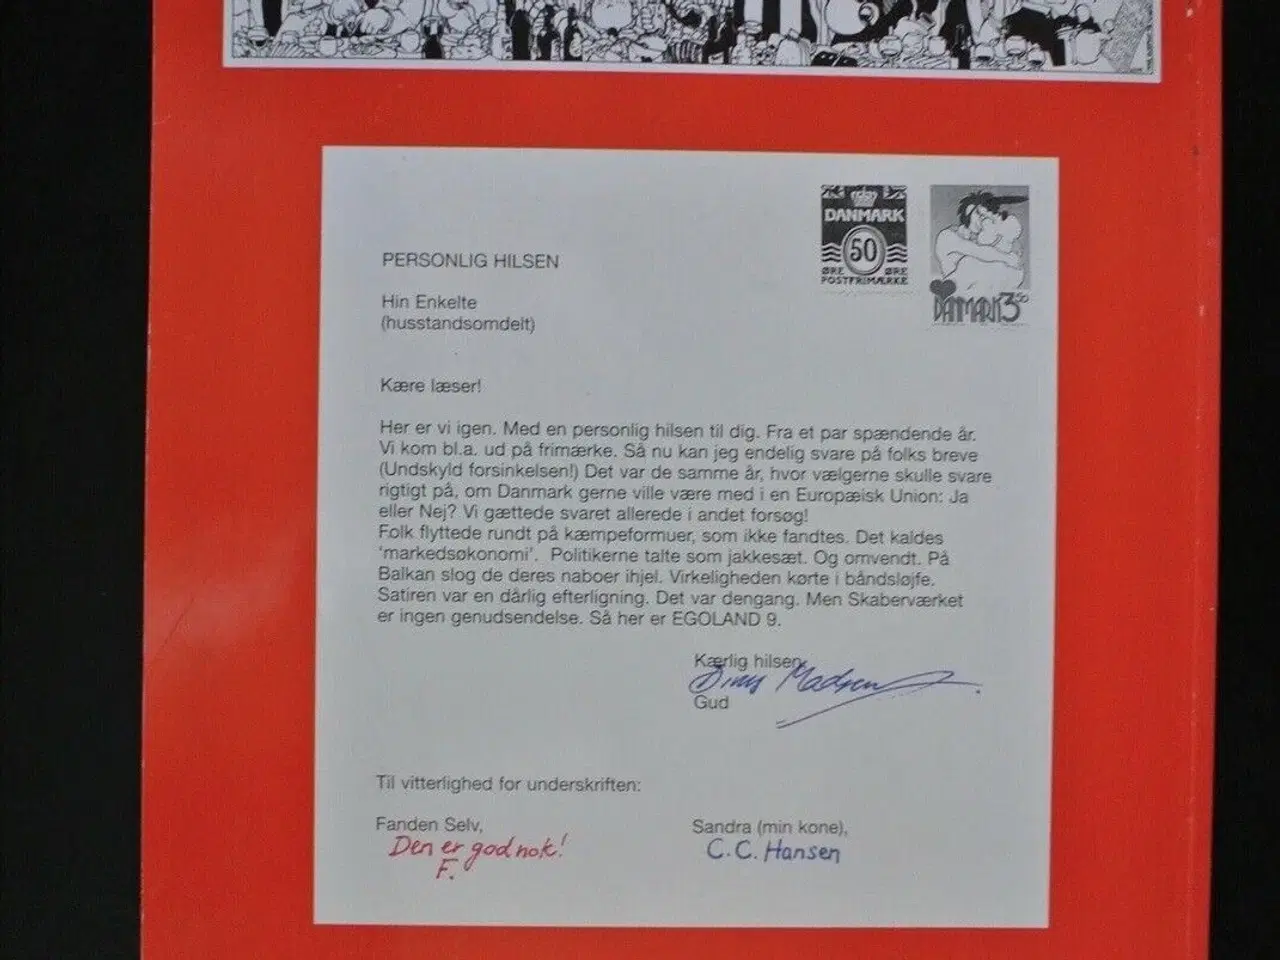 DANMARK
50
ØRE ØRE
POSTFRIMÆRKE
DANMARK 3 50
PERSONLIG HILSEN
Hin Enkelte
(husstandsomdelt)
Kære læser!
Her er vi igen. Med en personlig hilsen til dig. Fra et par spændende år.
Vi kom bl.a. ud på frimærke. Så nu kan jeg endelig svare på folks breve
(Undskyld forsinkelsen!) Det var de samme år, hvor vælgerne skulle svare
rigtigt på, om Danmark gerne ville være med i en Europæisk Union: Ja
eller Nej? Vi gættede svaret allerede i andet forsøg!
Folk flyttede rundt på kæmpeformuer, som ikke fandtes. Det kaldes
'markedsøkonomi'. Politikerne talte som jakkesæt. Og omvendt. På
Balkan slog de deres naboer ihjel. Virkeligheden kørte i båndsløjfe.
Satiren var en dårlig efterligning. Det var dengang. Men Skaberværket
er ingen genudsendelse. Så her er EGOLAND 9.
Kærlig hilsen,
Madsen
Gud
Til vitterlighed for underskriften:
Fanden Selv,
Den er god nok!
F.
Sandra (min kone),
C.C. Hansen